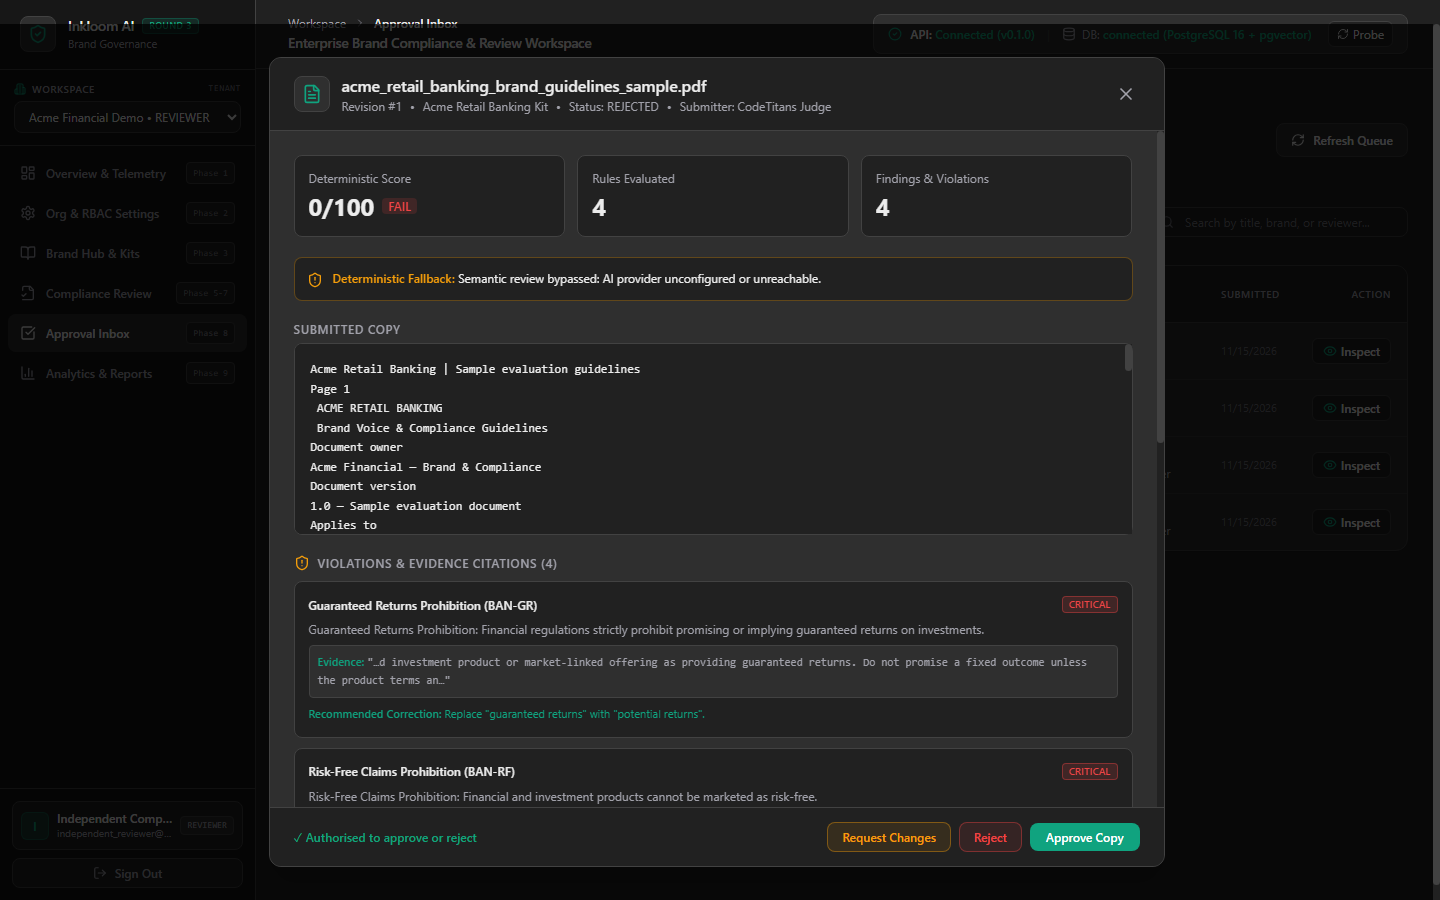 Inkloom AI ROUND 3
Brand Governance
WORKSPACE TENANT
Acme Financial Demo • REVIEWER
Overview & Telemetry Phase 1
Org & RBAC Settings Phase 2
Brand Hub & Kits Phase 3
Compliance Review Phase 5-7
Approval Inbox Phase 8
Analytics & Reports Phase 9
Independent Comp... REVIEWER
independent_reviewer@...
Sign Out
Workspace > Approval Inbox
Enterprise Brand Compliance & Review Workspace
API: Connected (v0.1.0) DB: connected (PostgreSQL 16 + pgvector) Probe
Refresh Queue
Search by title, brand, or reviewer...
SUBMITTED ACTION
11/15/2026 Inspect
11/15/2026 Inspect
11/15/2026 Inspect
11/15/2026 Inspect
acme_retail_banking_brand_guidelines_sample.pdf
Revision #1 • Acme Retail Banking Kit • Status: REJECTED • Submitter: CodeTitans Judge
Deterministic Score
0/100 FAIL
Rules Evaluated
4
Findings & Violations
4
Deterministic Fallback: Semantic review bypassed: AI provider unconfigured or unreachable.
SUBMITTED COPY
Acme Retail Banking | Sample evaluation guidelines
Page 1
ACME RETAIL BANKING
Brand Voice & Compliance Guidelines
Document owner
Acme Financial — Brand & Compliance
Document version
1.0 — Sample evaluation document
Applies to
VIOLATIONS & EVIDENCE CITATIONS (4)
Guaranteed Returns Prohibition (BAN-GR) CRITICAL
Guaranteed Returns Prohibition: Financial regulations strictly prohibit promising or implying guaranteed returns on investments.
Evidence: "…d investment product or market-linked offering as providing guaranteed returns. Do not promise a fixed outcome unless
the product terms an…"
Recommended Correction: Replace "guaranteed returns" with "potential returns".
Risk-Free Claims Prohibition (BAN-RF) CRITICAL
Risk-Free Claims Prohibition: Financial and investment products cannot be marketed as risk-free.
✓ Authorised to approve or reject
Request Changes Reject Approve Copy